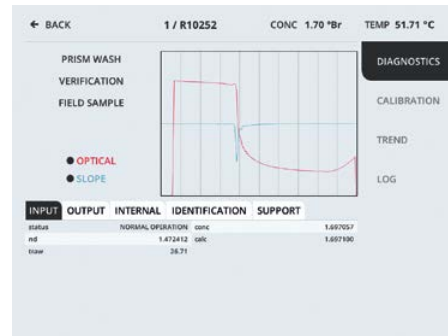 ← BACK 1 / R10252 CONC 1.70 °Br TEMP 51.71 °C
PRISM WASH
VERIFICATION
FIELD SAMPLE
OPTICAL
SLOPE
DIAGNOSTICS
CALIBRATION
TREND
LOG
INPUT OUTPUT INTERNAL IDENTIFICATION SUPPORT
status NORMAL OPERATION conc 1.697057
nd 1.472412 calc 1.697100
traw 26.71